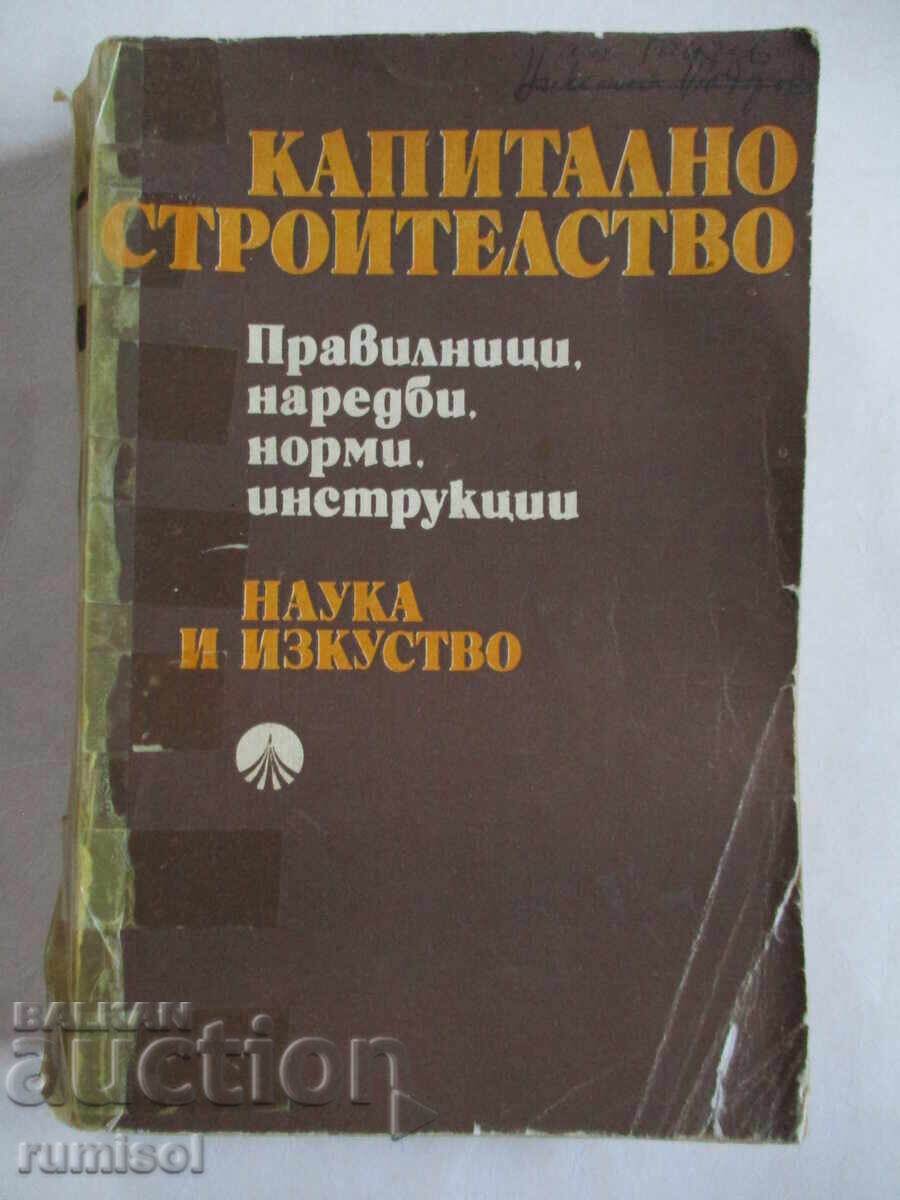 КАПИТАЛНО
СТРОИТЕЛСТВО
Правилници,
наредби,
норми,
инструкции
НАУКА
И ИЗКУСТВО
BALKAN
auction
rumisol